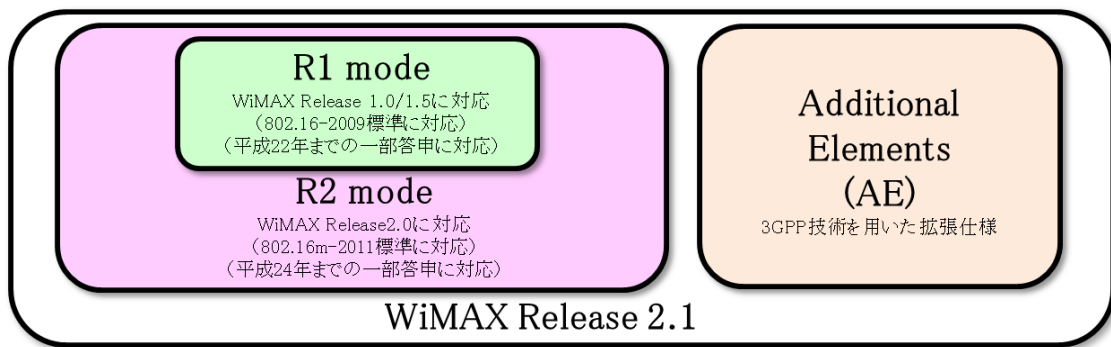 R1 mode
WiMAX Release 1.0/1.5に対応
（802.16-2009標準に対応）
（平成22年までの一部答申に対応）
R2 mode
WiMAX Release2.0に対応
（802.16m-2011標準に対応）
（平成24年までの一部答申に対応）
Additional
Elements
(AE)
3GPP技術を用いた拡張仕様
WiMAX Release 2.1